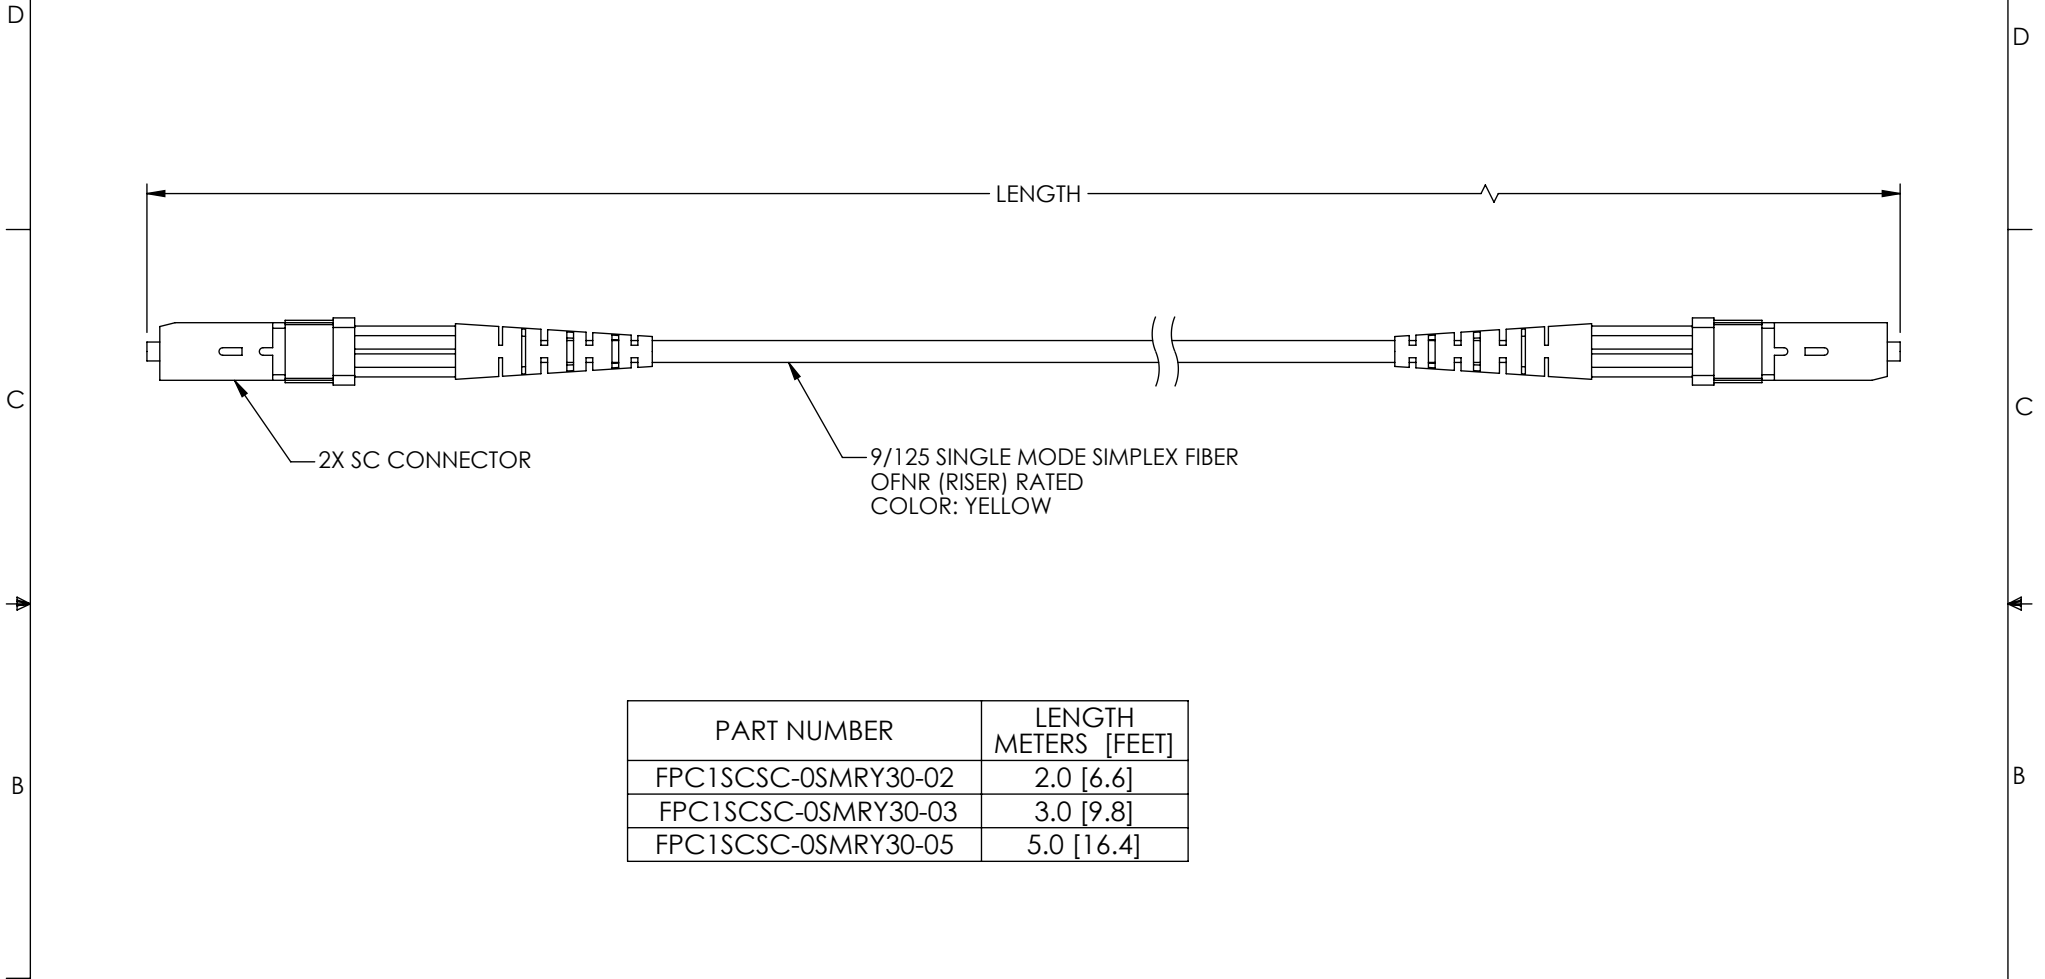 D
D
LENGTH
C
C
2X SC CONNECTOR
9/125 SINGLE MODE SIMPLEX FIBER
OFNR (RISER) RATED
COLOR: YELLOW
PART NUMBER
LENGTH
METERS [FEET]
FPC1SCSC-0SMRY30-02 2.0 [6.6]
FPC1SCSC-0SMRY30-03 3.0 [9.8]
FPC1SCSC-0SMRY30-05 5.0 [16.4]
B
B